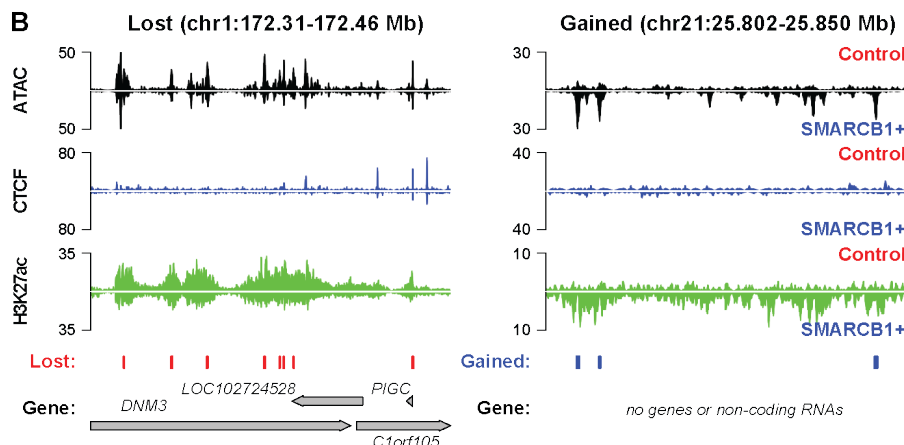 B
Lost (chr1:172.31-172.46 Mb)
Gained (chr21:25.802-25.850 Mb)
ATAC
50
50
30
30
Control
SMARCB1+
CTCF
80
80
40
40
Control
SMARCB1+
H3K27ac
35
35
10
10
Control
SMARCB1+
Lost:
Gained:
LOC102724528
PIGC
Gene:
DNM3
C1orf105
Gene:
no genes or non-coding RNAs